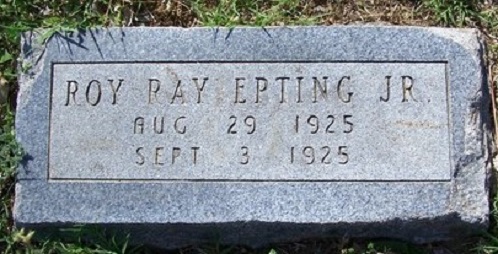 ROY RAY EPTING JR.
AUG 29 1925
SEPT 3 1925